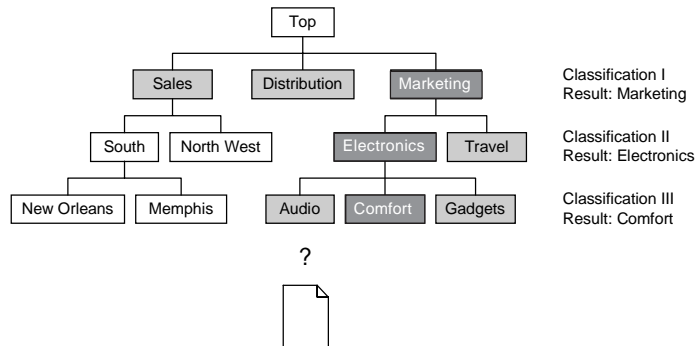 Top
Sales Distribution Marketing
Classification I
Result: Marketing
South North West Electronics Travel
Classification II
Result: Electronics
New Orleans Memphis Audio Comfort Gadgets
Classification III
Result: Comfort
?